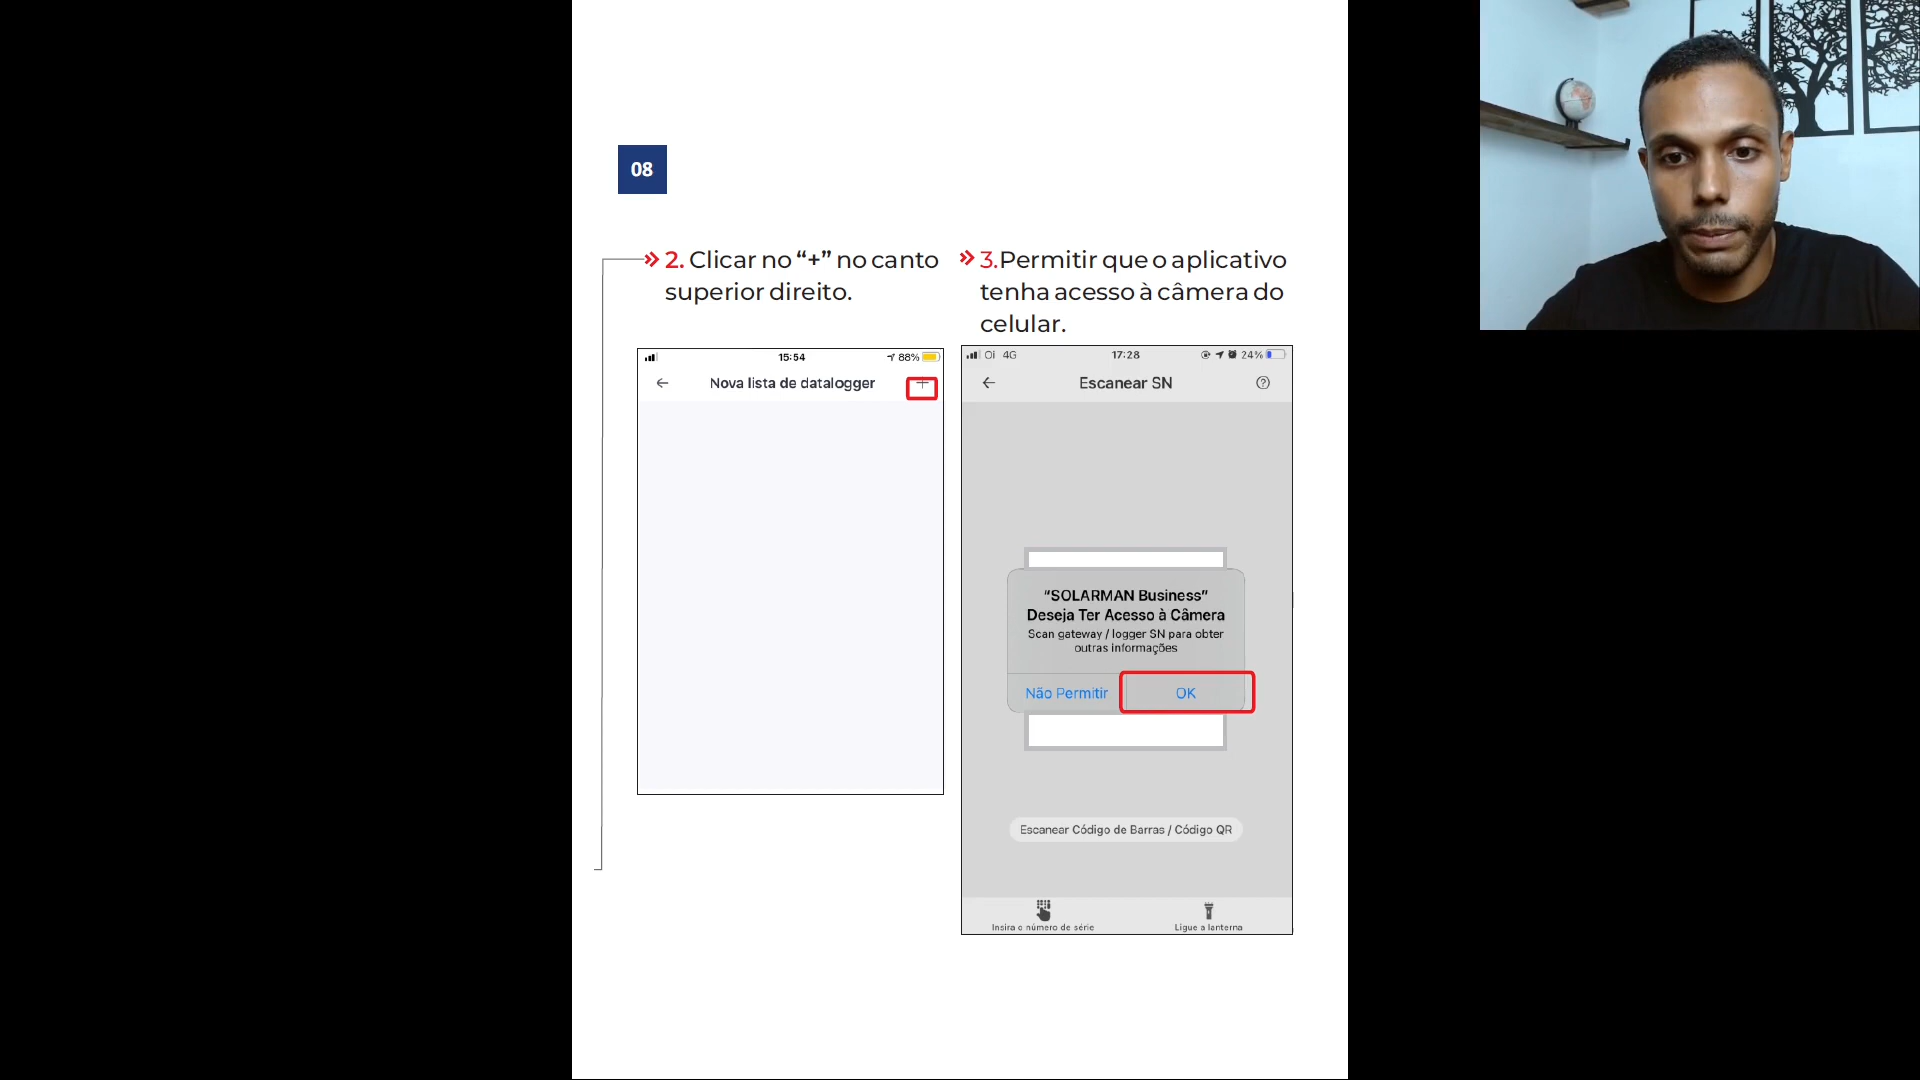 08
2. Clicar no “+” no canto
superior direito.
3.Permitir que o aplicativo
tenha acesso à câmera do
celular.
15:54
88%
Nova lista de datalogger
+
Oi 4G
17:28
24%
Escanear SN
?
“SOLARMAN Business”
Deseja Ter Acesso à Câmera
Scan gateway / logger SN para obter
outras informações
Não Permitir
OK
Escanear Código de Barras / Código QR
Insira o número de série
Ligue a lanterna